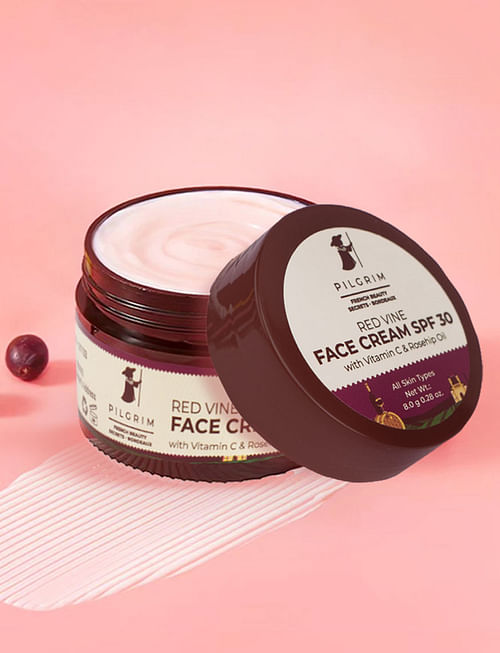 PILGRIM
FRENCH BEAUTY
SECRETS • BORDEAUX
RED VINE
FACE CREAM SPF 30
with Vitamin C & Rosehip Oil
All Skin Types
Net Wt.:
8.0 g 0.28 oz.
PILGRIM
FRENCH BEAUTY
SECRETS • BORDEAUX
RED VINE
FACE CR
with Vitamin C & Rose